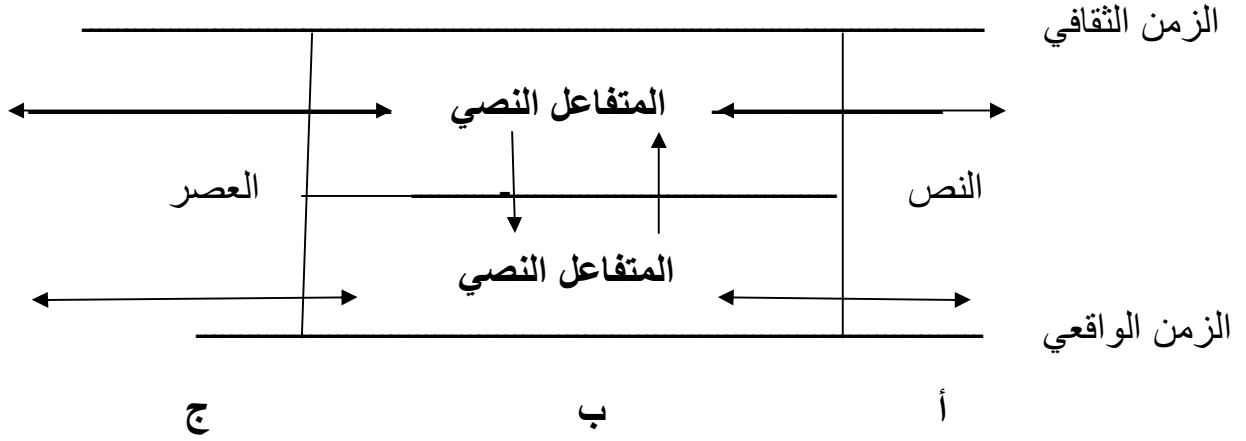 الزمن الثقافي
المتفاعل النصي
النص
العصر
المتفاعل النصي
الزمن الواقعي
أ ب ج